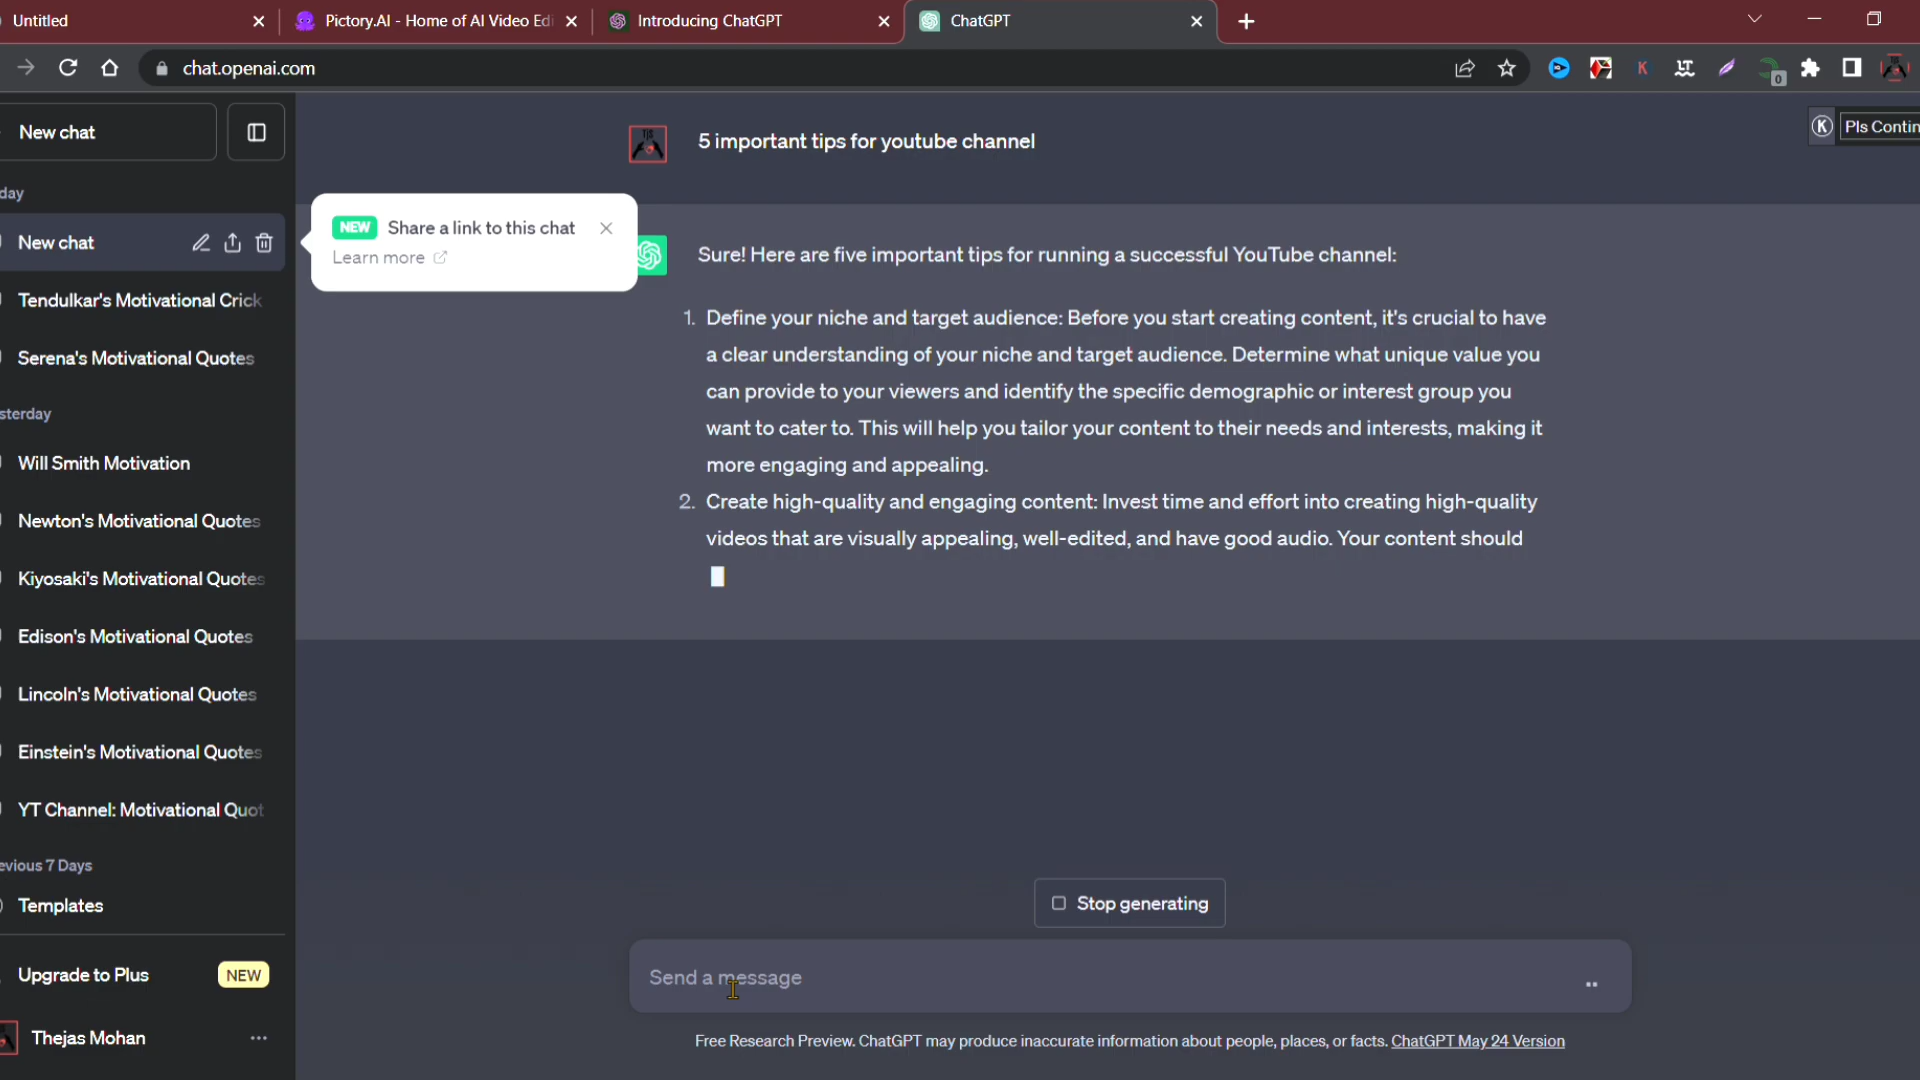 Untitled
Pictory.AI - Home of AI Video Edi
Introducing ChatGPT
ChatGPT
chat.openai.com
K
LT
0
New chat
K
Pls Contin
TJS
5 important tips for youtube channel
day
NEW Share a link to this chat
Learn more
New chat
Sure! Here are five important tips for running a successful YouTube channel:
Tendulkar's Motivational Crick
1. Define your niche and target audience: Before you start creating content, it's crucial to have
a clear understanding of your niche and target audience. Determine what unique value you
can provide to your viewers and identify the specific demographic or interest group you
want to cater to. This will help you tailor your content to their needs and interests, making it
more engaging and appealing.
2. Create high-quality and engaging content: Invest time and effort into creating high-quality
videos that are visually appealing, well-edited, and have good audio. Your content should
Serena's Motivational Quotes
sterday
Will Smith Motivation
Newton's Motivational Quotes
Kiyosaki's Motivational Quotes
Edison's Motivational Quotes
Lincoln's Motivational Quotes
Einstein's Motivational Quotes
YT Channel: Motivational Quot
evious 7 Days
Templates
Upgrade to Plus NEW
Thejas Mohan
Stop generating
Send a message
Free Research Preview. ChatGPT may produce inaccurate information about people, places, or facts. ChatGPT May 24 Version